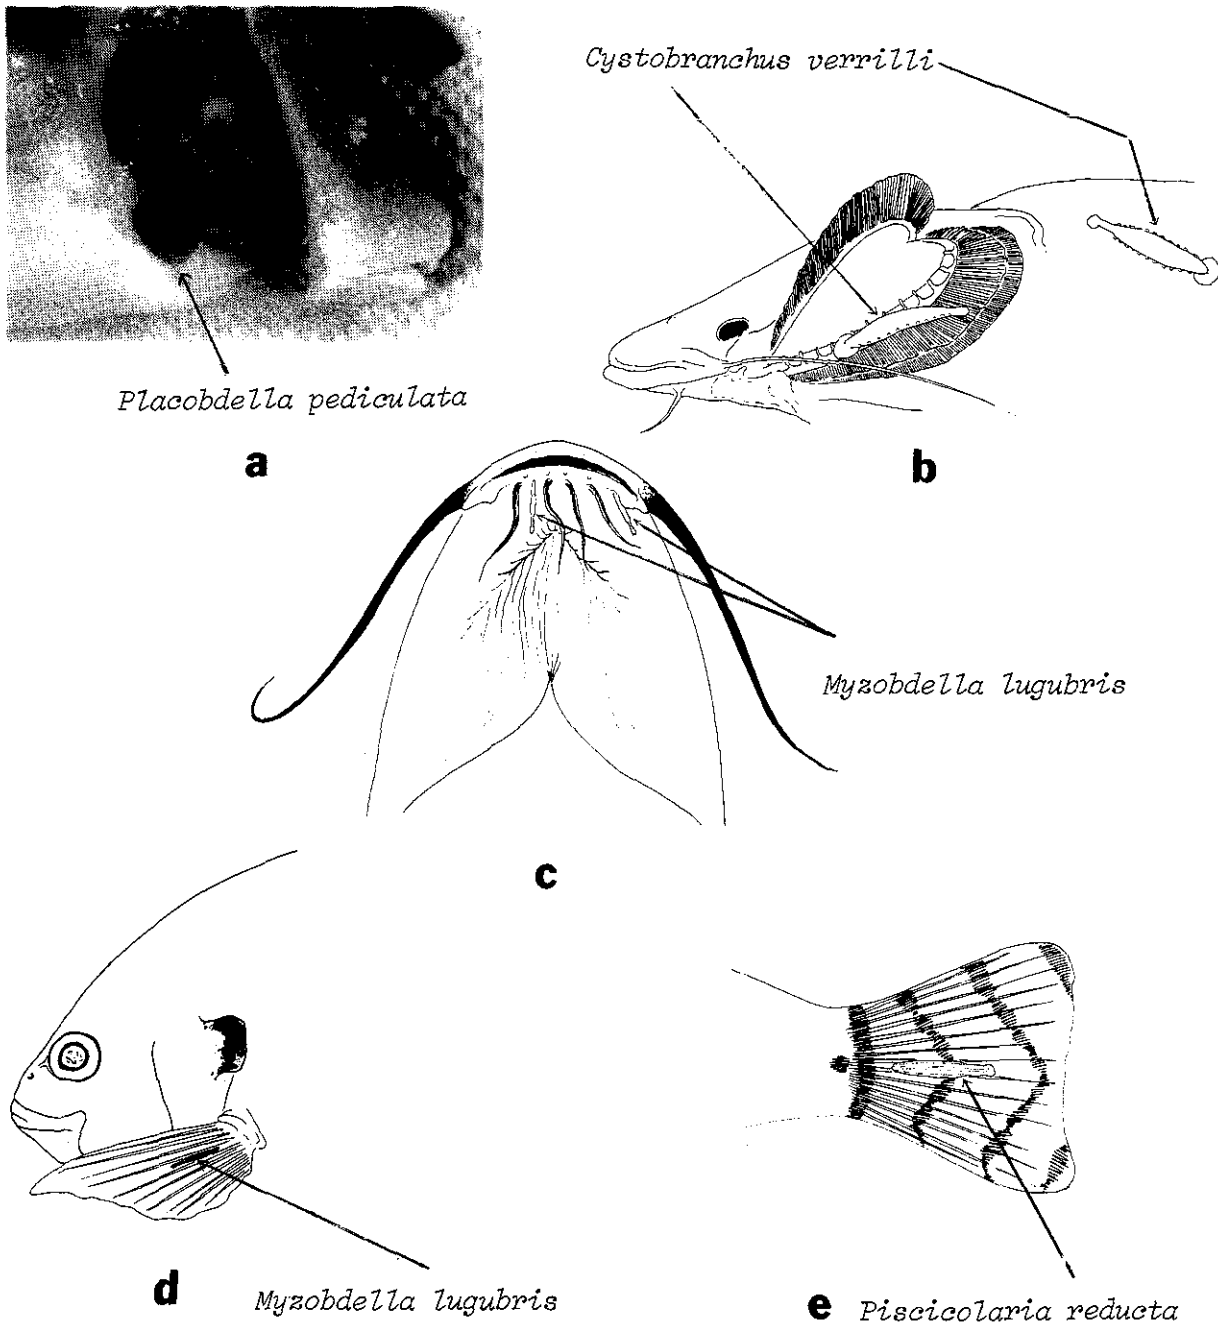 Cystobranchus verrilli
Placobdella pediculata
a
b
Myzobdella lugubris
c
d
Myzobdella lugubris
e
Piscicolaria reducta